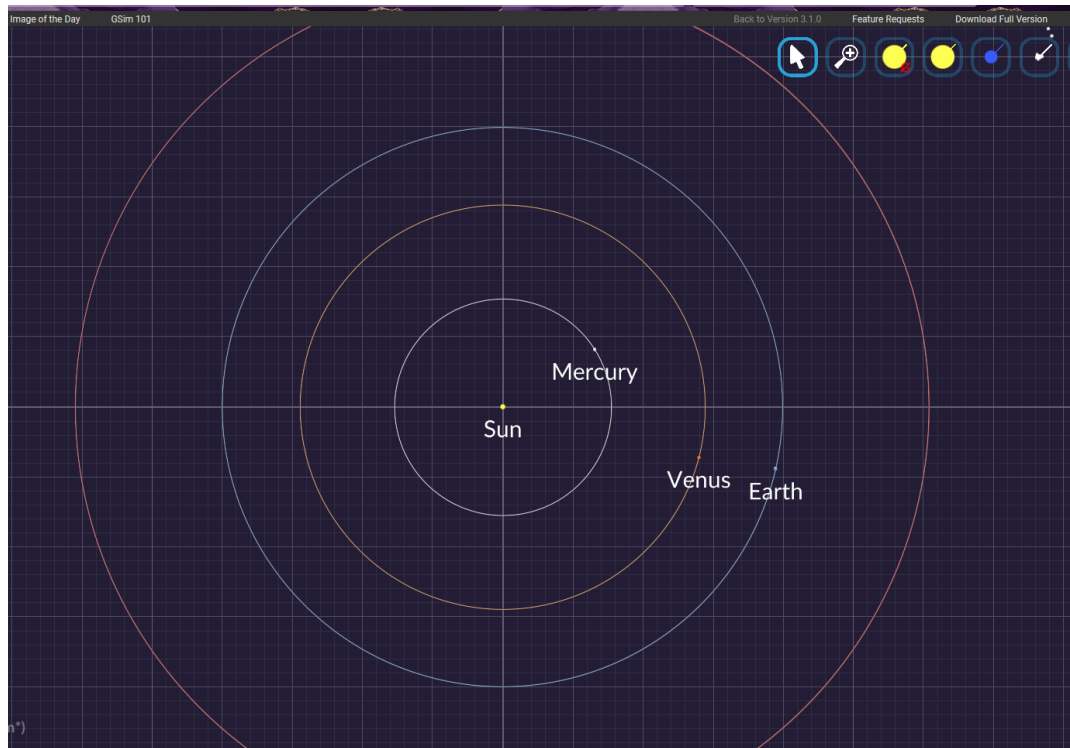 Image of the Day GSim 101 Back to Version 3.1.0 Feature Requests Download Full Version
Mercury
Sun
Venus
Earth